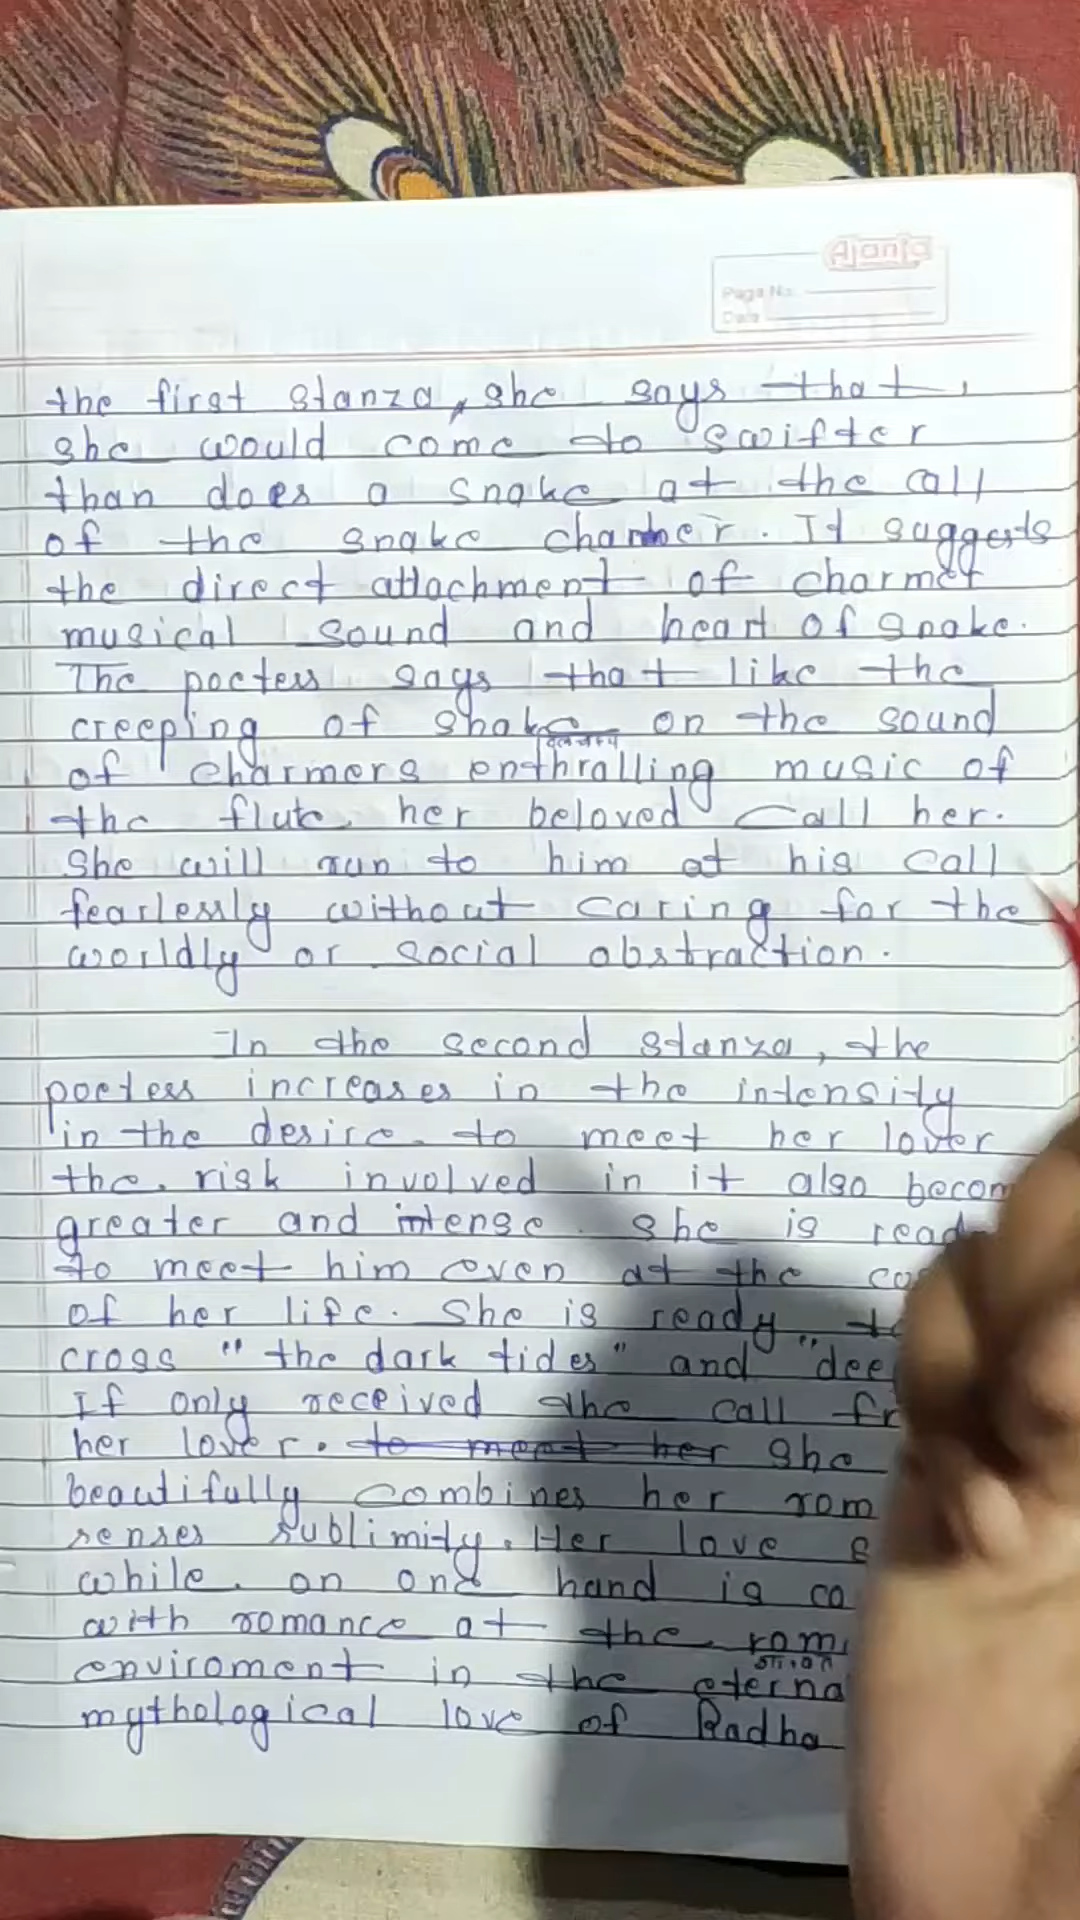 Ajanta
Page No.
Date
the first stanza, she says that,
she would come to swifter
than does a snake at the call
of the snake charmer. It suggests
the direct attachment of charmer
musical sound and heart of snake.
The poetess says that like the
creeping of snake on the sound
of charmers enthralling music of
the flute her beloved call her.
She will run to him at his call
fearlessly without caring for the
worldly or social abstraction.
In the second stanza, the
poetess increases in the intensity
in the desire to meet her lover
the risk involved in it also becom
greater and intense. She is read
to meet him even at the co
of her life. She is ready to
cross "the dark tides" and "dee
If only received the call fr
her lover. to meet her She
beautifully combines her rom
senses sublimity. Her love s
while on one hand is co
with romance at the rom
enviroment in the eterna
mythological love of Radha